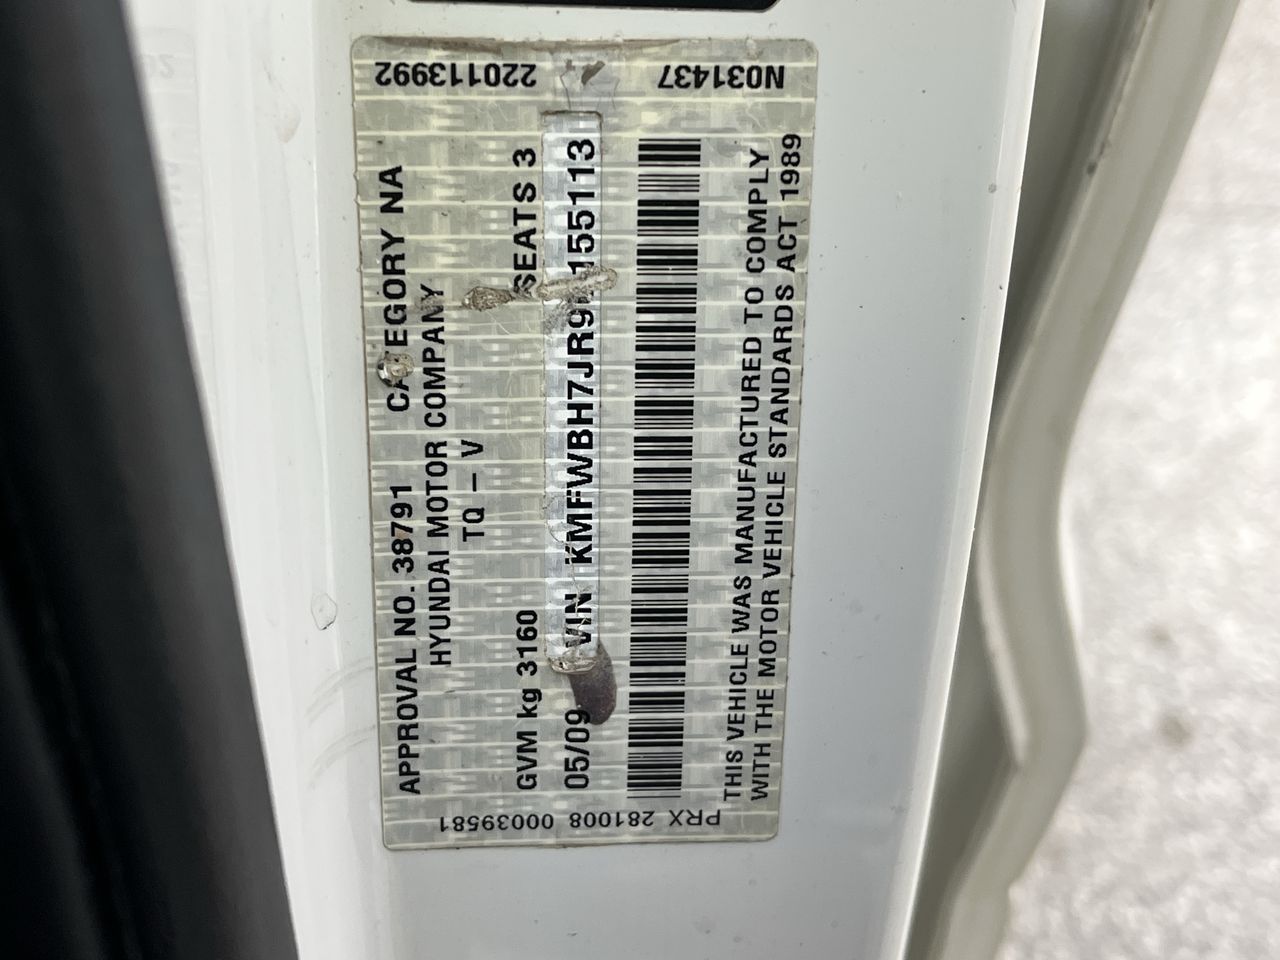 APPROVAL NO. 38791 CATEGORY NA
HYUNDAI MOTOR COMPANY
TQ – V
GVM kg 3160 SEATS 3
05/09 VIN
THIS VEHICLE WAS MANUFACTURED TO COMPLY
WITH THE MOTOR VEHICLE STANDARDS ACT 1989
220113992
N031437
PRX 281008 00039581